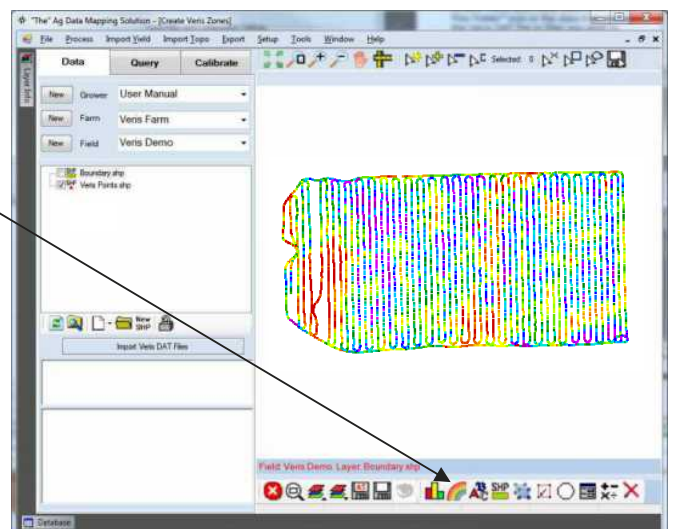 "The" Ag Data Mapping Solution - [Create Veris Zones]
File Process Import Yield Import Topo Export Setup Tools Window Help
Layer Info
Data Query Calibrate
Selected: 0
New Grower User Manual
New Farm Veris Farm
New Field Veris Demo
Boundary.shp
Veris Points.shp
New SHP
Import Veris DAT Files
Field: Veris Demo Layer: Boundary.shp
SHP
Database